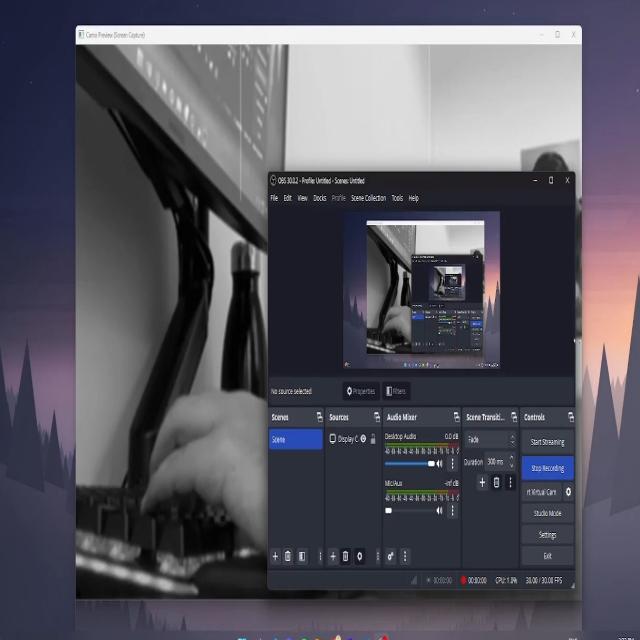 Camo Preview (Screen Capture)
OBS 30.0.2 - Profile: Untitled - Scenes: Untitled
File Edit View Docks Profile Scene Collection Tools Help
No source selected
Properties
Filters
Scenes
Sources
Audio Mixer
Scene Transiti...
Controls
Scene
Display C
Desktop Audio
0.0 dB
Fade
Start Streaming
Duration
300 ms
Stop Recording
Mic/Aux
-inf dB
rt Virtual Cam
Studio Mode
Settings
Exit
00:00:00
00:00:00
CPU: 1.0%
30.00 / 30.00 FPS